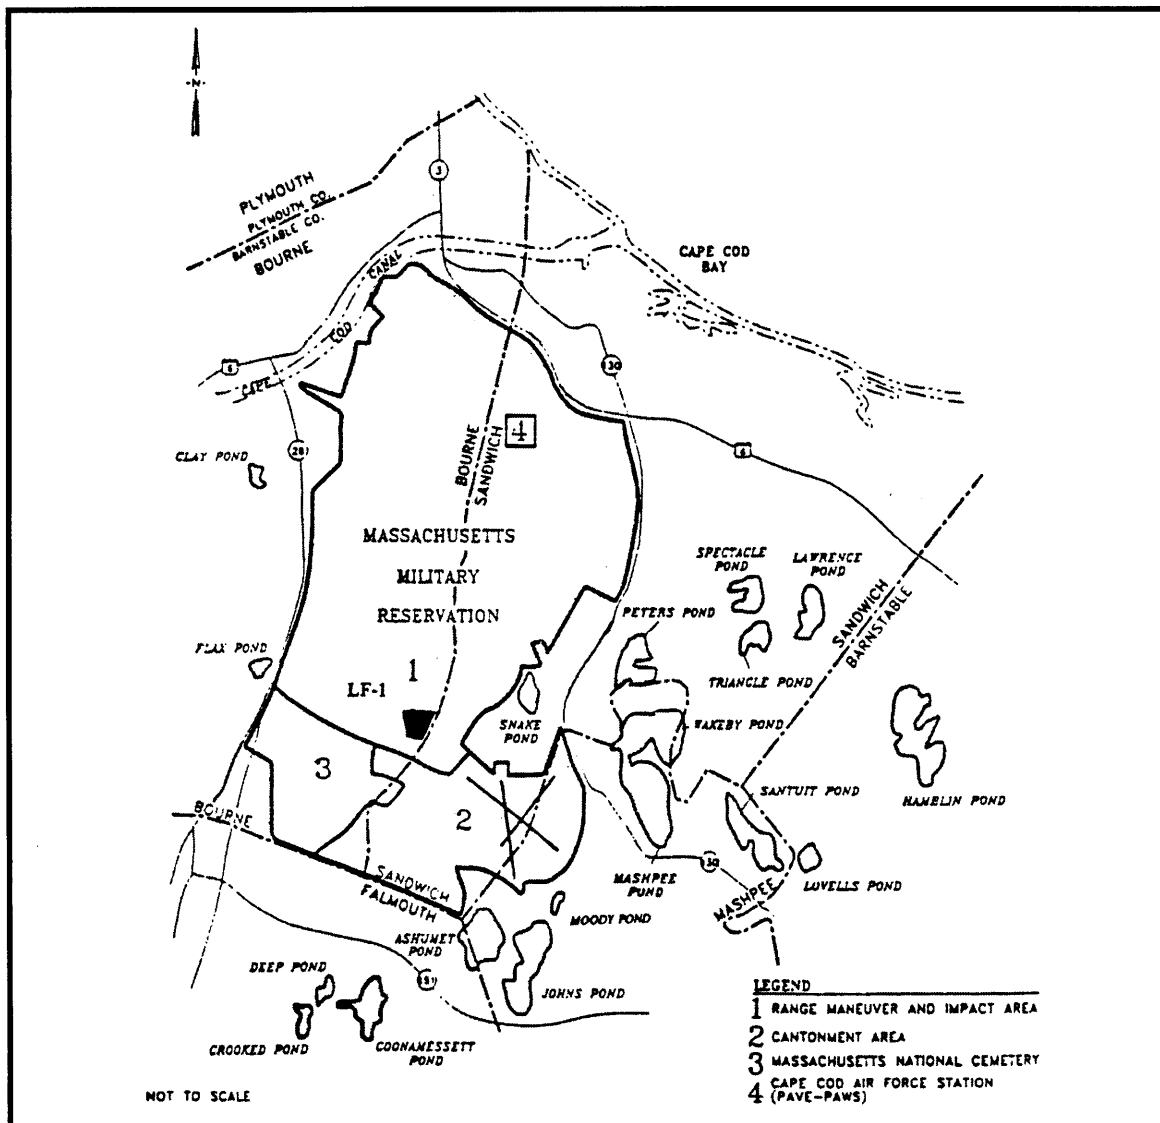 -N-
PLYMOUTH
PLYMOUTH CO.
BARNSTABLE CO.
BOURNE
3
CAPE COD
BAY
CAPE COD CANAL
6
130
28
4
BOURNE
SANDWICH
6
CLAY POND
MASSACHUSETTS
MILITARY
RESERVATION
SPECTACLE
POND
LAWRENCE
POND
SANDWICH
BARNSTABLE
PETERS POND
FLAX POND
1
LF-1
TRIANGLE POND
SNAKE
POND
WAKEBY POND
3
2
SANTUIT POND
HAMBLIN POND
BOURNE
SANDWICH
FALMOUTH
MASHPEE
POND
130
MASHPEE
LOVELLS POND
MOODY POND
ASHUMET
POND
DEEP POND
151
JOHNS POND
CROOKED POND
COONAMESSETT
POND
LEGEND
1 RANGE MANEUVER AND IMPACT AREA
2 CANTONMENT AREA
3 MASSACHUSETTS NATIONAL CEMETERY
4 CAPE COD AIR FORCE STATION
(PAVE-PAWS)
NOT TO SCALE